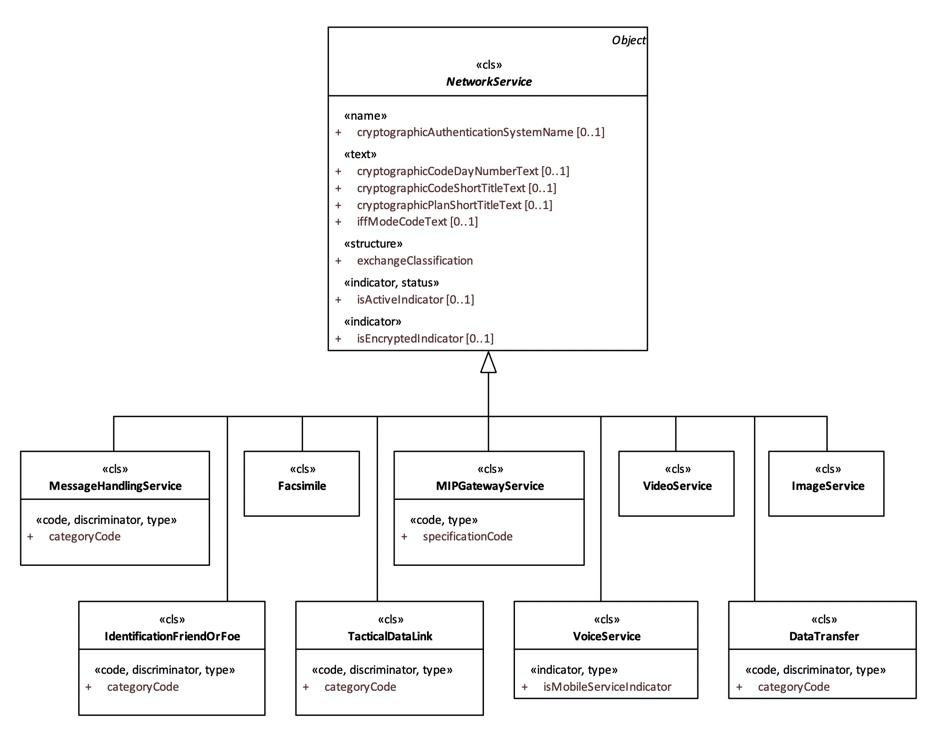 Object
«cls»
NetworkService
«name»
+ cryptographicAuthenticationSystemName [0..1]
«text»
+ cryptographicCodeDayNumberText [0..1]
+ cryptographicCodeShortTitleText [0..1]
+ cryptographicPlanShortTitleText [0..1]
+ iffModeCodeText [0..1]
«structure»
+ exchangeClassification
«indicator, status»
+ isActiveIndicator [0..1]
«indicator»
+ isEncryptedIndicator [0..1]
«cls»
MessageHandlingService
«code, discriminator, type»
+ categoryCode
«cls»
Facsimile
«cls»
MIPGatewayService
«code, type»
+ specificationCode
«cls»
VideoService
«cls»
ImageService
«cls»
IdentificationFriendOrFoe
«code, discriminator, type»
+ categoryCode
«cls»
TacticalDataLink
«code, discriminator, type»
+ categoryCode
«cls»
VoiceService
«indicator, type»
+ isMobileServiceIndicator
«cls»
DataTransfer
«code, discriminator, type»
+ categoryCode